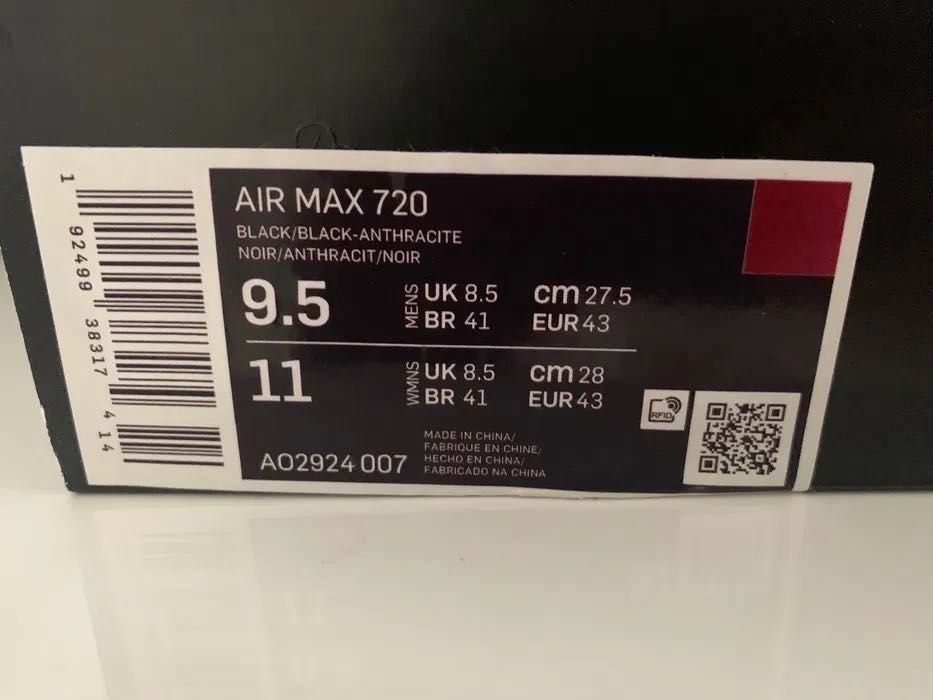 1 92499 38317 4 14
AIR MAX 720
BLACK/BLACK-ANTHRACITE
NOIR/ANTHRACIT/NOIR
9.5 MENS UK 8.5 cm 27.5
BR 41 EUR 43
11 WMNS UK 8.5 cm 28
BR 41 EUR 43
RFID
AO2924 007
MADE IN CHINA/
FABRIQUE EN CHINE/
HECHO EN CHINA/
FABRICADO NA CHINA